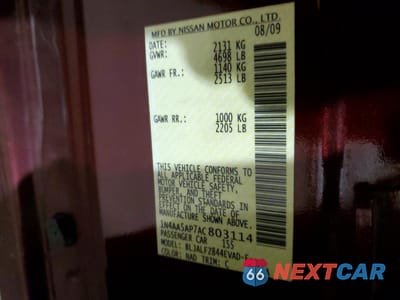 MFD BY NISSAN MOTOR CO., LTD.
DATE: 08/09
GVWR: 2131 KG
4698 LB
GAWR FR.: 1140 KG
2513 LB
GAWR RR.: 1000 KG
2205 LB
THIS VEHICLE CONFORMS TO
ALL APPLICABLE FEDERAL
MOTOR VEHICLE SAFETY,
BUMPER, AND THEFT
PREVENTION STANDARDS IN
EFFECT ON THE DATE OF
MANUFACTURE SHOWN ABOVE.
1N4AA5AP7AC803114
PASSENGER CAR 155
MODEL: BLJALF2844EVAD-E
COLOR: NAD TRIM: C
66 NEXTCAR